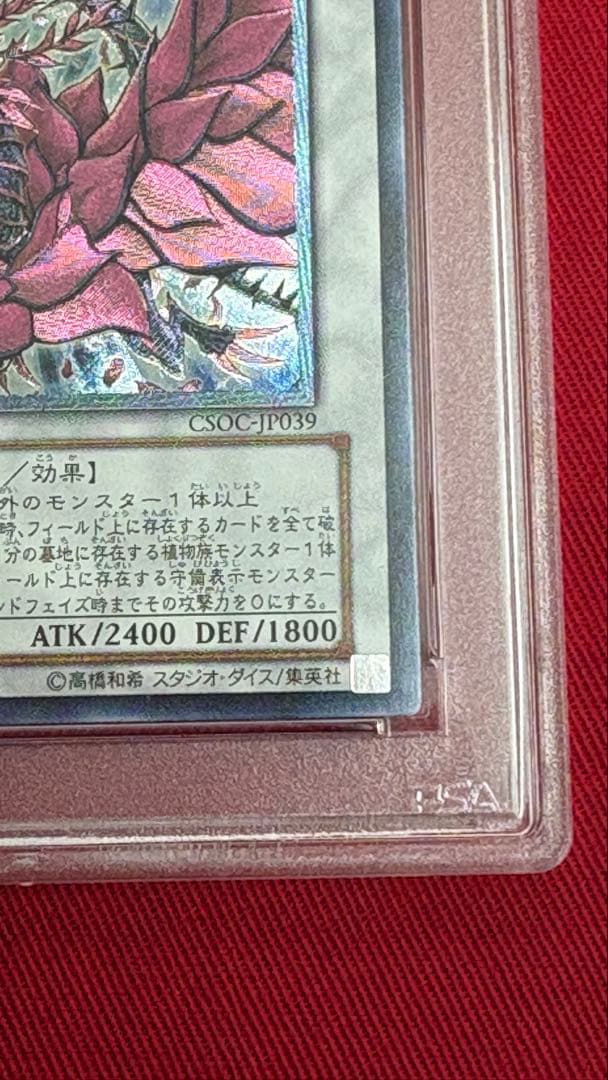 CSOC-JP039
／効果】
外のモンスター１体以上
時、フィールド上に存在するカードを全て破
分の墓地に存在する植物族モンスター１体
ールド上に存在する守備表示モンスター
ンドフェイズ時までその攻撃力を０にする。
ATK/2400 DEF/1800
©高橋和希 スタジオ・ダイス/集英社
PSA